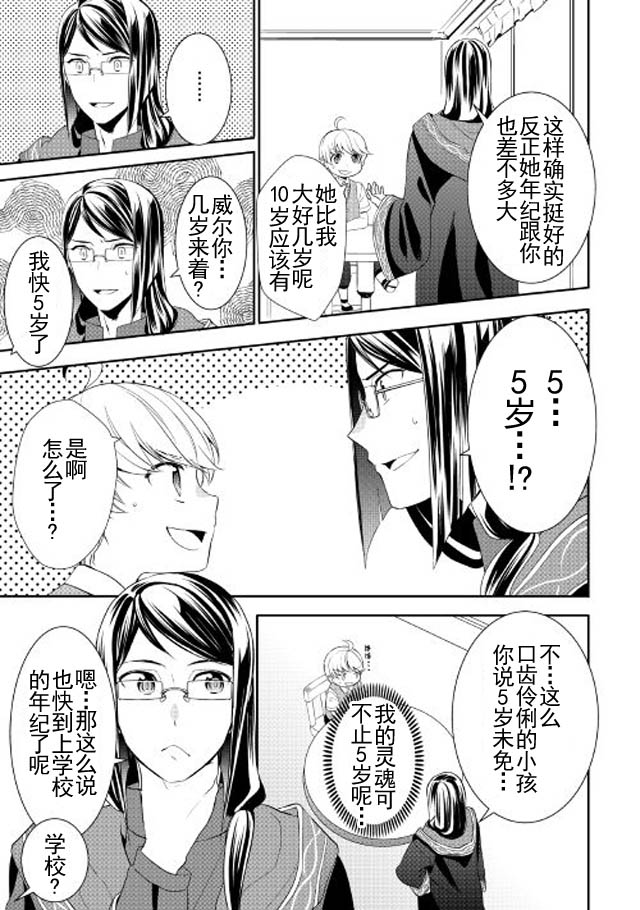 这样确实挺好的
反正她年纪跟你
也差不多大
她比我
大好几岁呢
10岁应该有
……
威尔你…
几岁来着？
我快5岁了
5…
5岁…!?
是啊
怎么了…?
不…这么
口齿伶俐的小孩
你说5岁未免…
我的灵魂可
不止5岁呢…
嗯…那这么说
也快到上学校
的年纪了呢
学校？